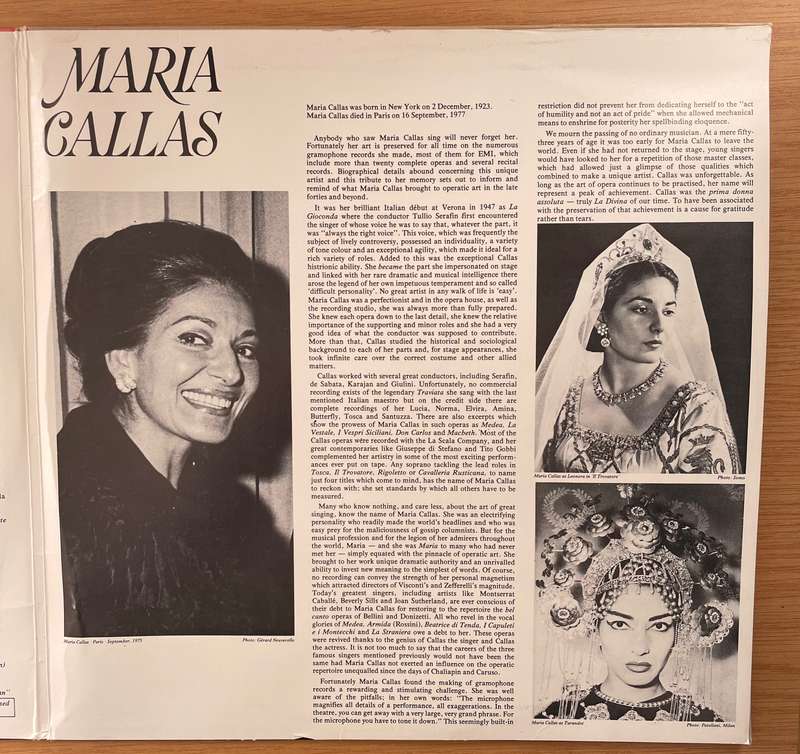 MARIA
CALLAS
Maria Callas was born in New York on 2 December, 1923.
Maria Callas died in Paris on 16 September, 1977
Anybody who saw Maria Callas sing will never forget her.
Fortunately her art is preserved for all time on the numerous
gramophone records she made, most of them for EMI, which
include more than twenty complete operas and several recital
records. Biographical details abound concerning this unique
artist and this tribute to her memory sets out to inform and
remind of what Maria Callas brought to operatic art in the late
forties and beyond.
It was her brilliant Italian début at Verona in 1947 as La
Gioconda where the conductor Tullio Serafin first encountered
the singer of whose voice he was to say that, whatever the part, it
was "always the right voice". This voice, which was frequently the
subject of lively controversy, possessed an individuality, a variety
of tone colour and an exceptional agility, which made it ideal for a
rich variety of roles. Added to this was the exceptional Callas
histrionic ability. She became the part she impersonated on stage
and linked with her rare dramatic and musical intelligence there
arose the legend of her own impetuous temperament and so called
'difficult personality'. No great artist in any walk of life is 'easy'.
Maria Callas was a perfectionist and in the opera house, as well as
the recording studio, she was always more than fully prepared.
She knew each opera down to the last detail, she knew the relative
importance of the supporting and minor roles and she had a very
good idea of what the conductor was supposed to contribute.
More than that, Callas studied the historical and sociological
background to each of her parts and, for stage appearances, she
took infinite care over the correct costume and other allied
matters.
Callas worked with several great conductors, including Serafin,
de Sabata, Karajan and Giulini. Unfortunately, no commercial
recording exists of the legendary Traviata she sang with the last
mentioned Italian maestro but on the credit side there are
complete recordings of her Lucia, Norma, Elvira, Amina,
Butterfly, Tosca and Santuzza. There are also excerpts which
show the prowess of Maria Callas in such operas as Medea, La
Vestale, I Vespri Siciliani, Don Carlos and Macbeth. Most of the
Callas operas were recorded with the La Scala Company, and her
great contemporaries like Giuseppe di Stefano and Tito Gobbi
complemented her artistry in some of the most exciting perform-
ances ever put on tape. Any soprano tackling the lead roles in
Tosca, Il Trovatore, Rigoletto or Cavalleria Rusticana, to name
just four titles which come to mind, has the name of Maria Callas
to reckon with; she set standards by which all others have to be
measured.
Many who know nothing, and care less, about the art of great
singing, know the name of Maria Callas. She was an electrifying
personality who readily made the world's headlines and who was
easy prey for the maliciousness of gossip columnists. But for the
musical profession and for the legion of her admirers throughout
the world, Maria — and she was Maria to many who had never
met her — simply equated with the pinnacle of operatic art. She
brought to her work unique dramatic authority and an unrivalled
ability to invest new meaning to the simplest of words. Of course,
no recording can convey the strength of her personal magnetism
which attracted directors of Visconti's and Zefferelli's magnitude.
Today's greatest singers, including artists like Montserrat
Caballé, Beverly Sills and Joan Sutherland, are ever conscious of
their debt to Maria Callas for restoring to the repertoire the bel
canto operas of Bellini and Donizetti. All who revel in the vocal
glories of Medea, Armida (Rossini), Beatrice di Tenda, I Capuleti
e i Montecchi and La Straniera owe a debt to her. These operas
were revived thanks to the genius of Callas the singer and Callas
the actress. It is not too much to say that the careers of the three
famous singers mentioned previously would not have been the
same had Maria Callas not exerted an influence on the operatic
repertoire unequalled since the days of Chaliapin and Caruso.
Fortunately Maria Callas found the making of gramophone
records a rewarding and stimulating challenge. She was well
aware of the pitfalls; in her own words: "The microphone
magnifies all details of a performance, all exaggerations. In the
theatre, you can get away with a very large, very grand phrase. For
the microphone you have to tone it down." This seemingly built-in
restriction did not prevent her from dedicating herself to the "act
of humility and not an act of pride" when she allowed mechanical
means to enshrine for posterity her spellbinding eloquence.
We mourn the passing of no ordinary musician. At a mere fifty-
three years of age it was too early for Maria Callas to leave the
world. Even if she had not returned to the stage, young singers
would have looked to her for a repetition of those master classes,
which had allowed just a glimpse of those qualities which
combined to make a unique artist. Callas was unforgettable. As
long as the art of opera continues to be practised, her name will
represent a peak of achievement. Callas was the prima donna
assoluta — truly La Divina of our time. To have been associated
with the preservation of that achievement is a cause for gratitude
rather than tears.
Maria Callas Paris September, 1975
Photo: Gérard Neuvecelle
Maria Callas as Leonora in 'Il Trovatore'
Photo:
Maria Callas as Turandot
Photo: Piccagliani, Milan